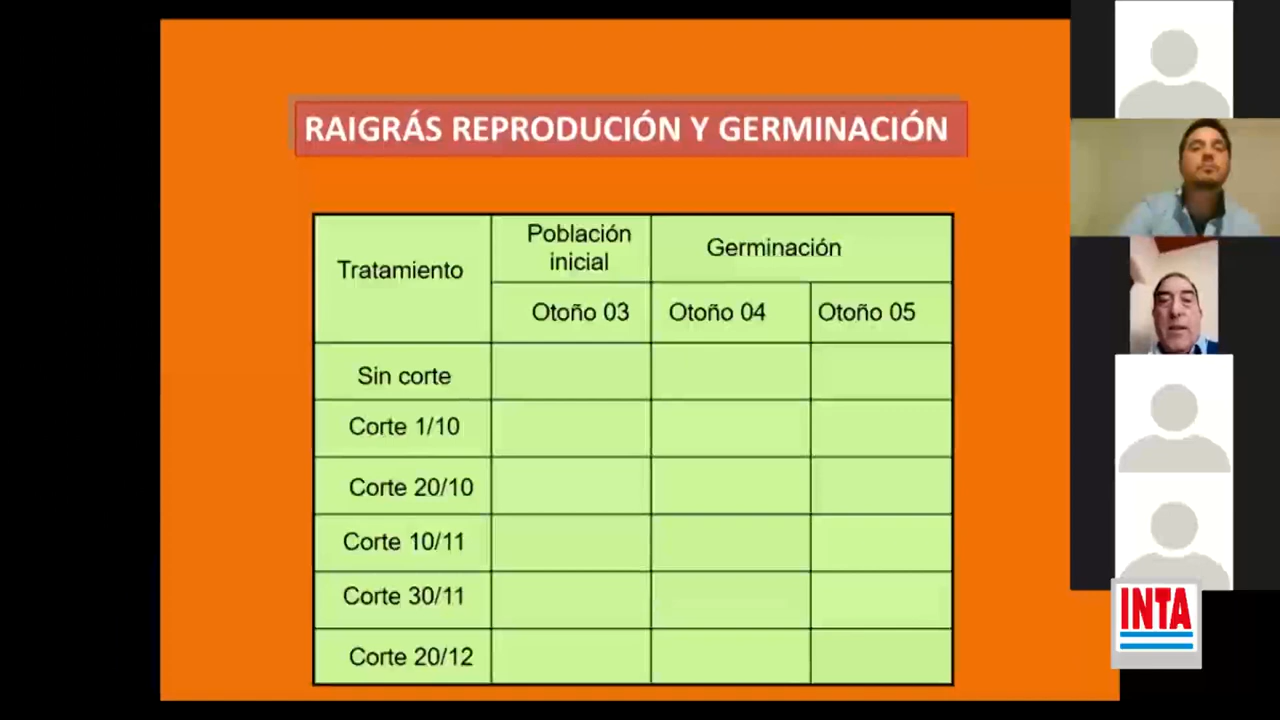 RAIGRÁS REPRODUCIÓN Y GERMINACIÓN
Tratamiento
Población
inicial
Germinación
Otoño 03
Otoño 04
Otoño 05
Sin corte
Corte 1/10
Corte 20/10
Corte 10/11
Corte 30/11
Corte 20/12
INTA